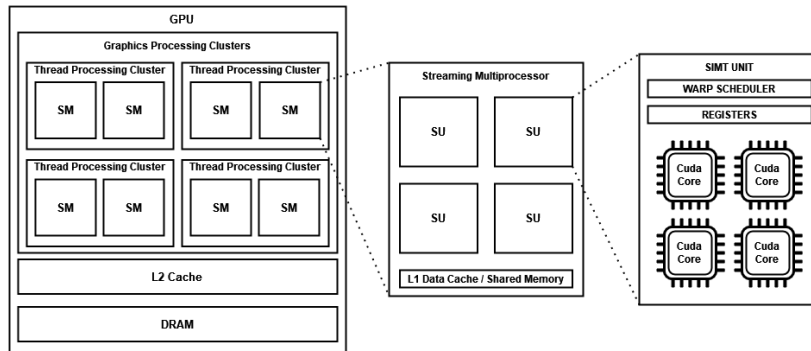 GPU
Graphics Processing Clusters
Thread Processing Cluster
Thread Processing Cluster
SM
SM
SM
SM
Thread Processing Cluster
Thread Processing Cluster
SM
SM
SM
SM
L2 Cache
DRAM
Streaming Multiprocessor
SU
SU
SU
SU
L1 Data Cache / Shared Memory
SIMT UNIT
WARP SCHEDULER
REGISTERS
Cuda
Core
Cuda
Core
Cuda
Core
Cuda
Core